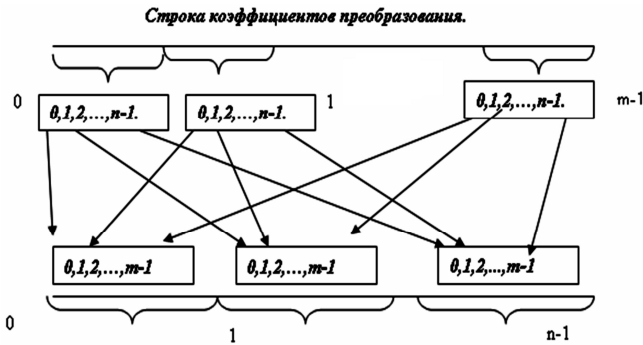 Строка коэффициентов преобразования.
0 0,1,2,...,n-1. 0,1,2,...,n-1. 1 0,1,2,...,n-1. m-1
0,1,2,...,m-1 0,1,2,...,m-1 0,1,2,...,m-1
0 1 n-1